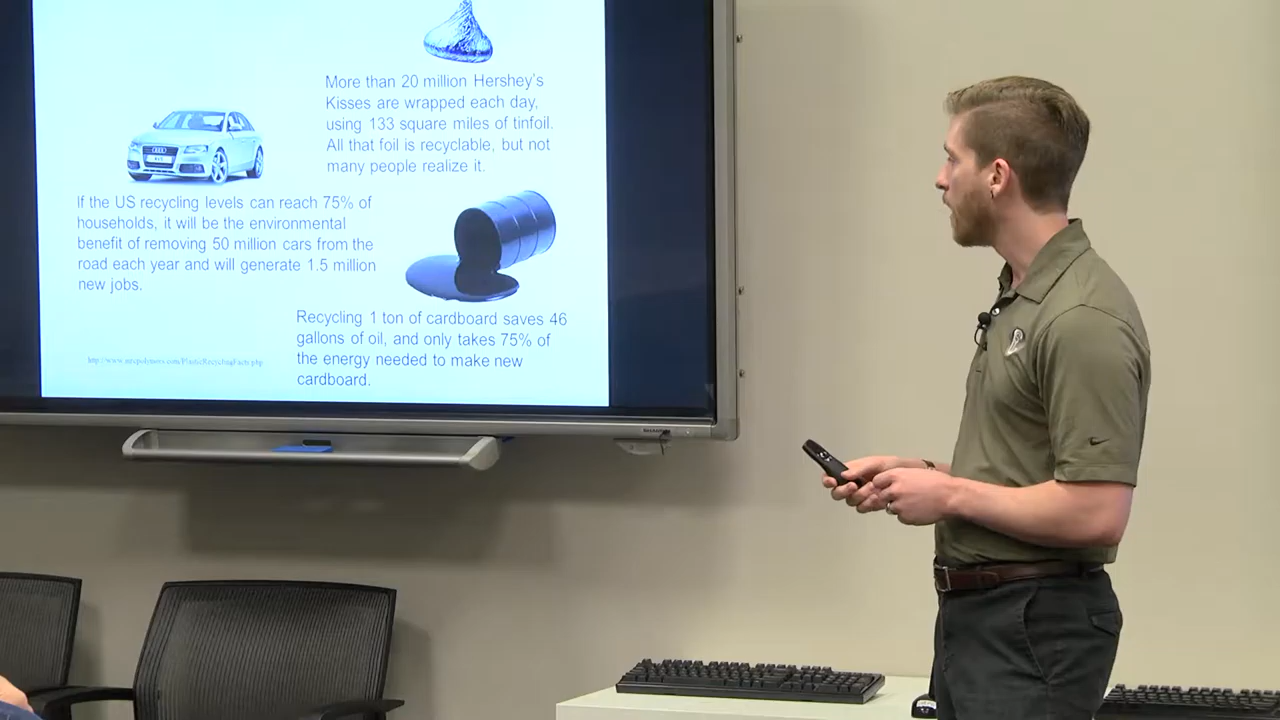 More than 20 million Hershey's
Kisses are wrapped each day,
using 133 square miles of tinfoil.
All that foil is recyclable, but not
many people realize it.
If the US recycling levels can reach 75% of
households, it will be the environmental
benefit of removing 50 million cars from the
road each year and will generate 1.5 million
new jobs.
Recycling 1 ton of cardboard saves 46
gallons of oil, and only takes 75% of
the energy needed to make new
cardboard.
SHARP